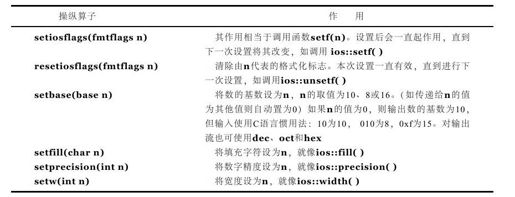 操纵算子 作 用
setiosflags(fmtflags n) 其作用相当于调用函数setf(n)。设置后会一直起作用，直到
下一次设置将其改变，如调用 ios::setf( )
resetiosflags(fmtflags n) 清除由n代表的格式化标志。本次设置一直有效，直到进行下
一次设置，如调用ios::unsetf( )
setbase(base n) 将数的基数设为n，n的取值为10、8或16。(如传递给n的值
为其他值则自动置为0) 如果n的值为0，则输出数的基数为10，
但输入使用C语言惯用法：10为10， 010为8，0xf为15。对输出
流也可使用dec、oct和hex
setfill(char n) 将填充字符设为n，就像ios::fill( )
setprecision(int n) 将数字精度设为n，就像ios::precision( )
setw(int n) 将宽度设为n，就像ios::width( )